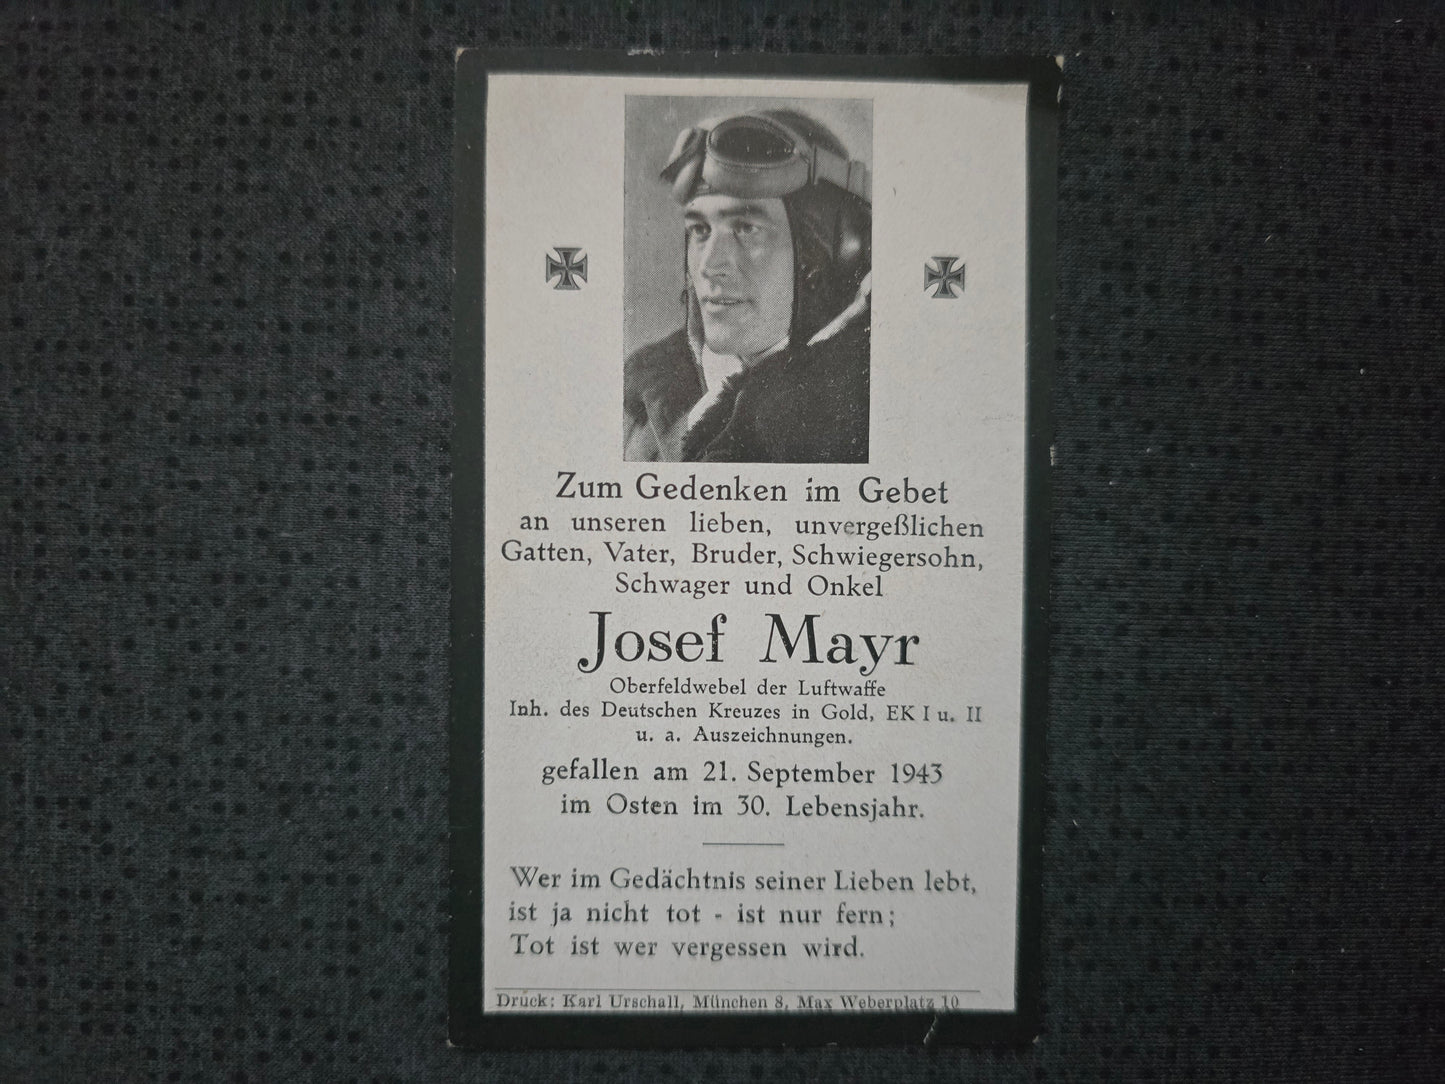 Zum Gedenken im Gebet
an unseren lieben, unvergeßlichen
Gatten, Vater, Bruder, Schwiegersohn,
Schwager und Onkel
Josef Mayr
Oberfeldwebel der Luftwaffe
Inh. des Deutschen Kreuzes in Gold, EK I u. II
u. a. Auszeichnungen.
gefallen am 21. September 1943
im Osten im 30. Lebensjahr.
Wer im Gedächtnis seiner Lieben lebt,
ist ja nicht tot - ist nur fern;
Tot ist wer vergessen wird.
Druck: Karl Urschall, München 8, Max Weberplatz 10